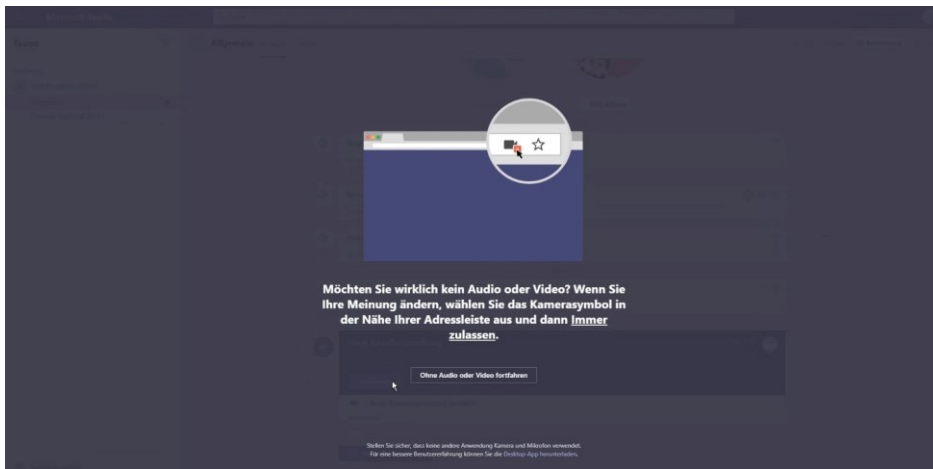 Allgemein
Möchten Sie wirklich kein Audio oder Video? Wenn Sie
Ihre Meinung ändern, wählen Sie das Kamerasymbol in
der Nähe Ihrer Adressleiste aus und dann Immer
zulassen.
Ohne Audio oder Video fortfahren
Stellen Sie sicher, dass keine andere Anwendung Kamera und Mikrofon verwendet.
Für eine bessere Benutzererfahrung können Sie die Desktop-App herunterladen.